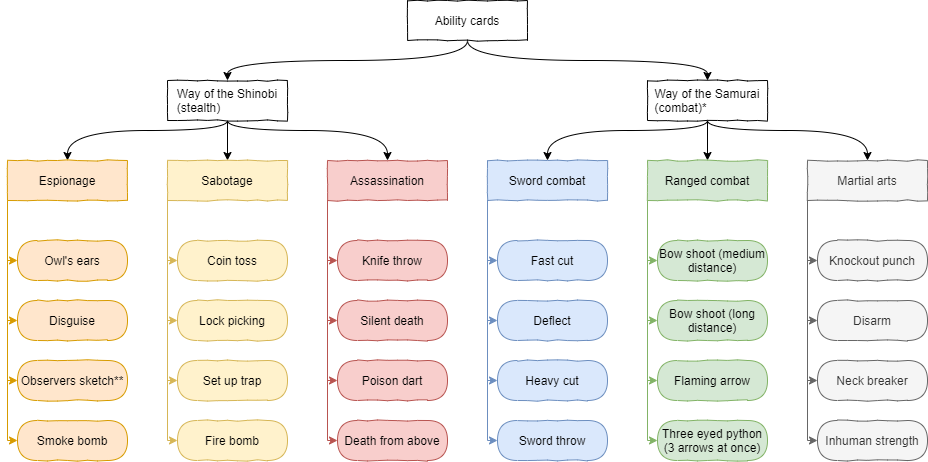 Ability cards
Way of the Shinobi
(stealth)
Way of the Samurai
(combat)*
Espionage
Sabotage
Assassination
Sword combat
Ranged combat
Martial arts
Owl's ears
Coin toss
Knife throw
Fast cut
Bow shoot (medium
distance)
Knockout punch
Disguise
Lock picking
Silent death
Deflect
Bow shoot (long
distance)
Disarm
Observers sketch**
Set up trap
Poison dart
Heavy cut
Flaming arrow
Neck breaker
Smoke bomb
Fire bomb
Death from above
Sword throw
Three eyed python
(3 arrows at once)
Inhuman strength